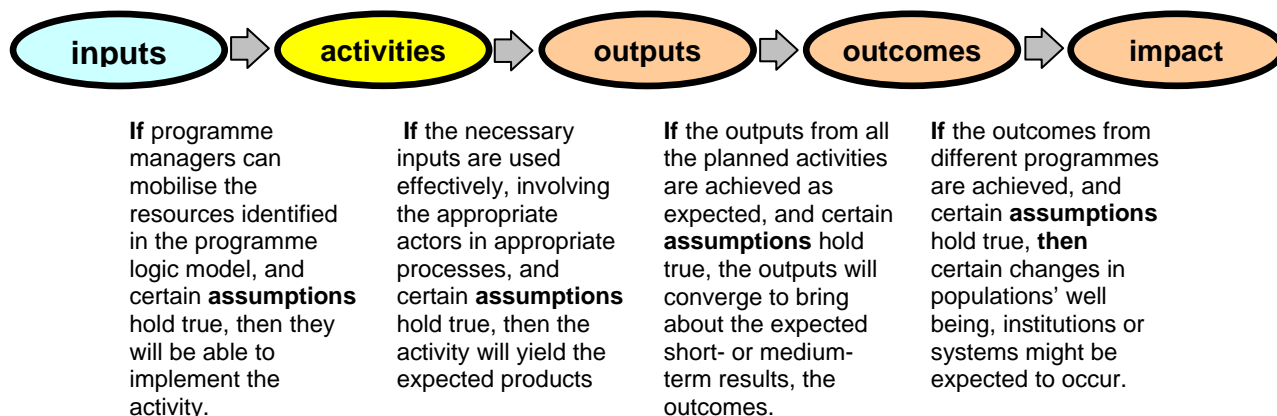 inputs
activities
outputs
outcomes
impact
If programme
managers can
mobilise the
resources identified
in the programme
logic model, and
certain assumptions
hold true, then they
will be able to
implement the
activity.
If the necessary
inputs are used
effectively, involving
the appropriate
actors in appropriate
processes, and
certain assumptions
hold true, then the
activity will yield the
expected products
If the outputs from all
the planned activities
are achieved as
expected, and certain
assumptions hold
true, the outputs will
converge to bring
about the expected
short- or medium-
term results, the
outcomes.
If the outcomes from
different programmes
are achieved, and
certain assumptions
hold true, then
certain changes in
populations’ well
being, institutions or
systems might be
expected to occur.